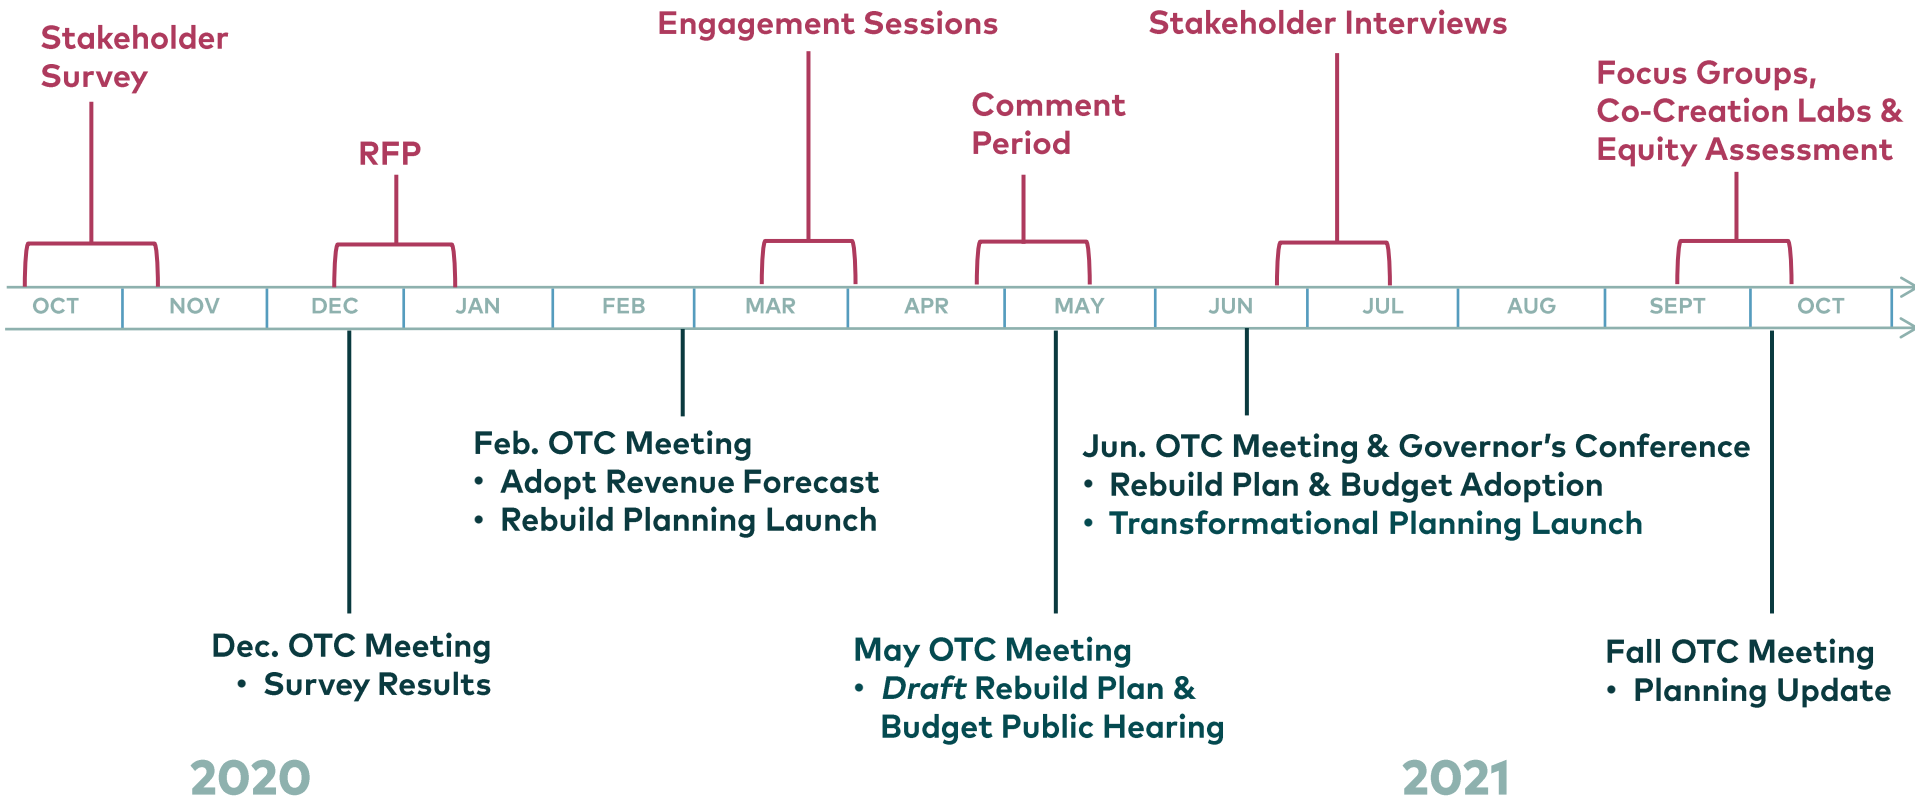 Stakeholder
Survey
RFP
Engagement Sessions
Comment
Period
Stakeholder Interviews
Focus Groups,
Co-Creation Labs &
Equity Assessment
OCT NOV DEC JAN FEB MAR APR MAY JUN JUL AUG SEPT OCT
Dec. OTC Meeting
• Survey Results
Feb. OTC Meeting
• Adopt Revenue Forecast
• Rebuild Planning Launch
May OTC Meeting
• Draft Rebuild Plan &
Budget Public Hearing
Jun. OTC Meeting & Governor’s Conference
• Rebuild Plan & Budget Adoption
• Transformational Planning Launch
Fall OTC Meeting
• Planning Update
2020
2021